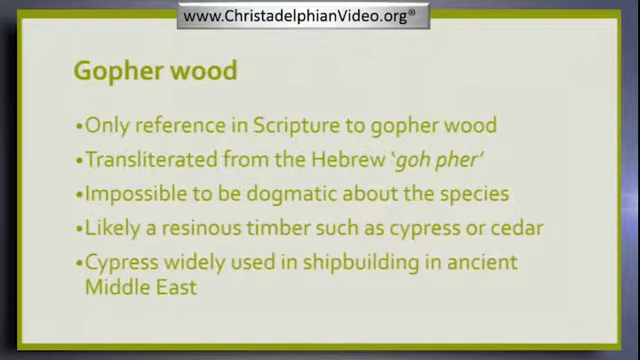 www.ChristadelphianVideo.org®
Gopher wood
•Only reference in Scripture to gopher wood
•Transliterated from the Hebrew ‘goh pher’
•Impossible to be dogmatic about the species
•Likely a resinous timber such as cypress or cedar
•Cypress widely used in shipbuilding in ancient
Middle East